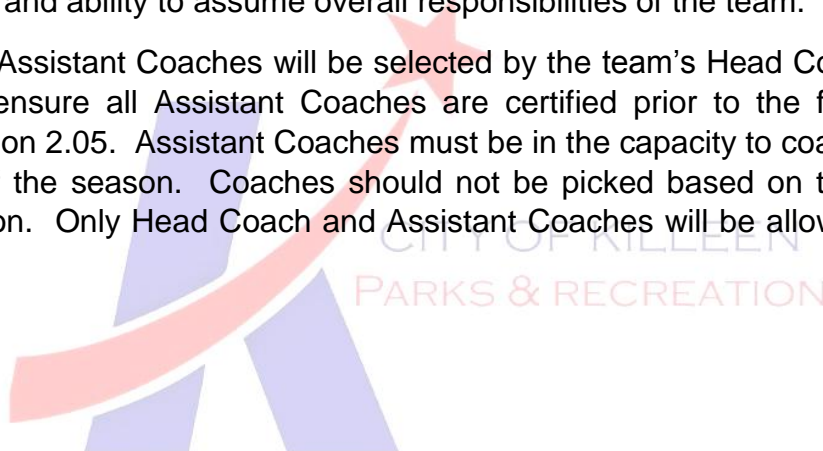 and ability to assume overall responsibilities of the team.
Assistant Coaches will be selected by the team’s Head Co
ensure all Assistant Coaches are certified prior to the f
on 2.05. Assistant Coaches must be in the capacity to coa
the season. Coaches should not be picked based on t
on. Only Head Coach and Assistant Coaches will be allow
CITY OF KILLEEN
PARKS & RECREATION